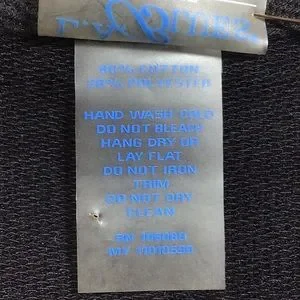 80% COTTON
20% POLYESTER
HAND WASH COLD
DO NOT BLEACH
HANG DRY OR
LAY FLAT
DO NOT IRON
TRIM
DO NOT DRY
CLEAN